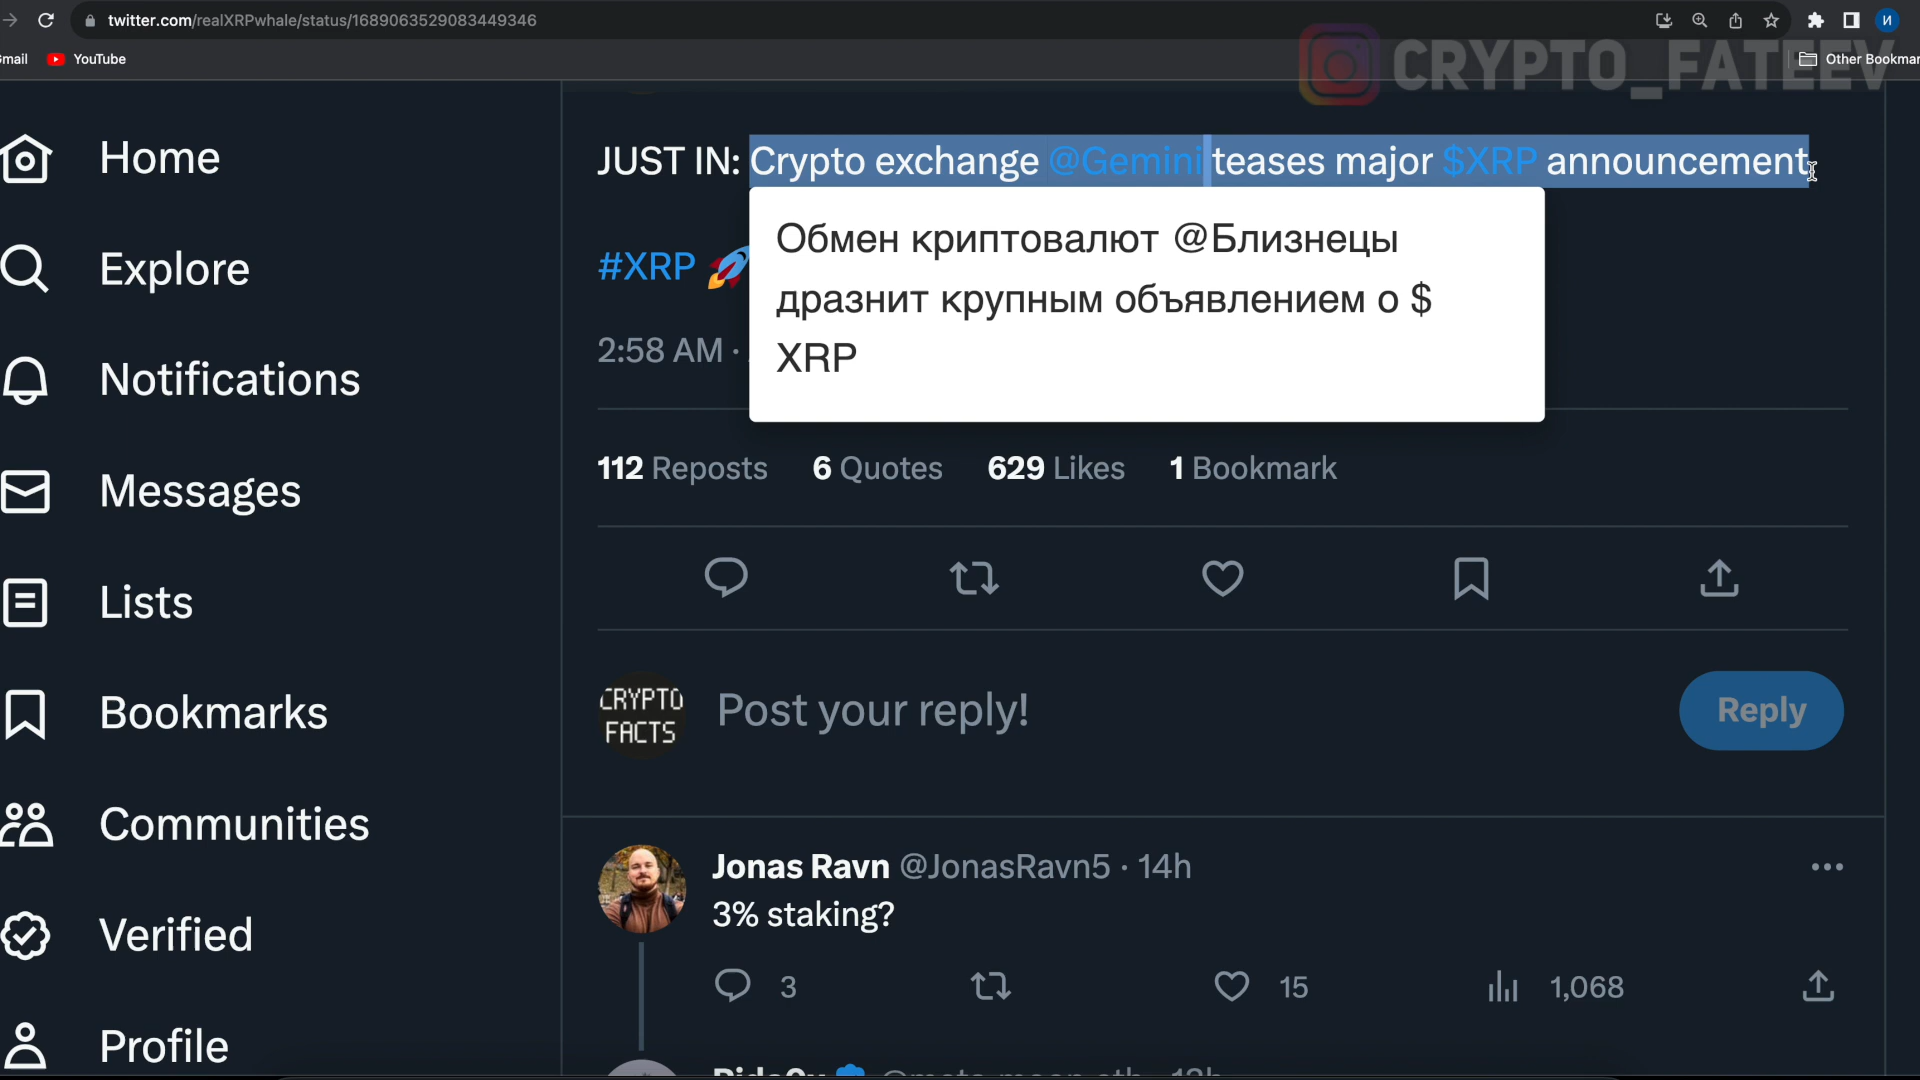 twitter.com/realXRPwhale/status/1689063529083449346
Gmail
YouTube
Other Bookmar
И
CRYPTO_FATEEV
Home
Explore
Notifications
Messages
Lists
Bookmarks
Communities
Verified
Profile
JUST IN: Crypto exchange @Gemini teases major $XRP announcement.
#XRP 🚀
Обмен криптовалют @Близнецы
дразнит крупным объявлением о $
XRP
2:58 AM ·
112 Reposts 6 Quotes 629 Likes 1 Bookmark
CRYPTO
FACTS
Post your reply!
Reply
Jonas Ravn @JonasRavn5 · 14h
3% staking?
3 15 1,068